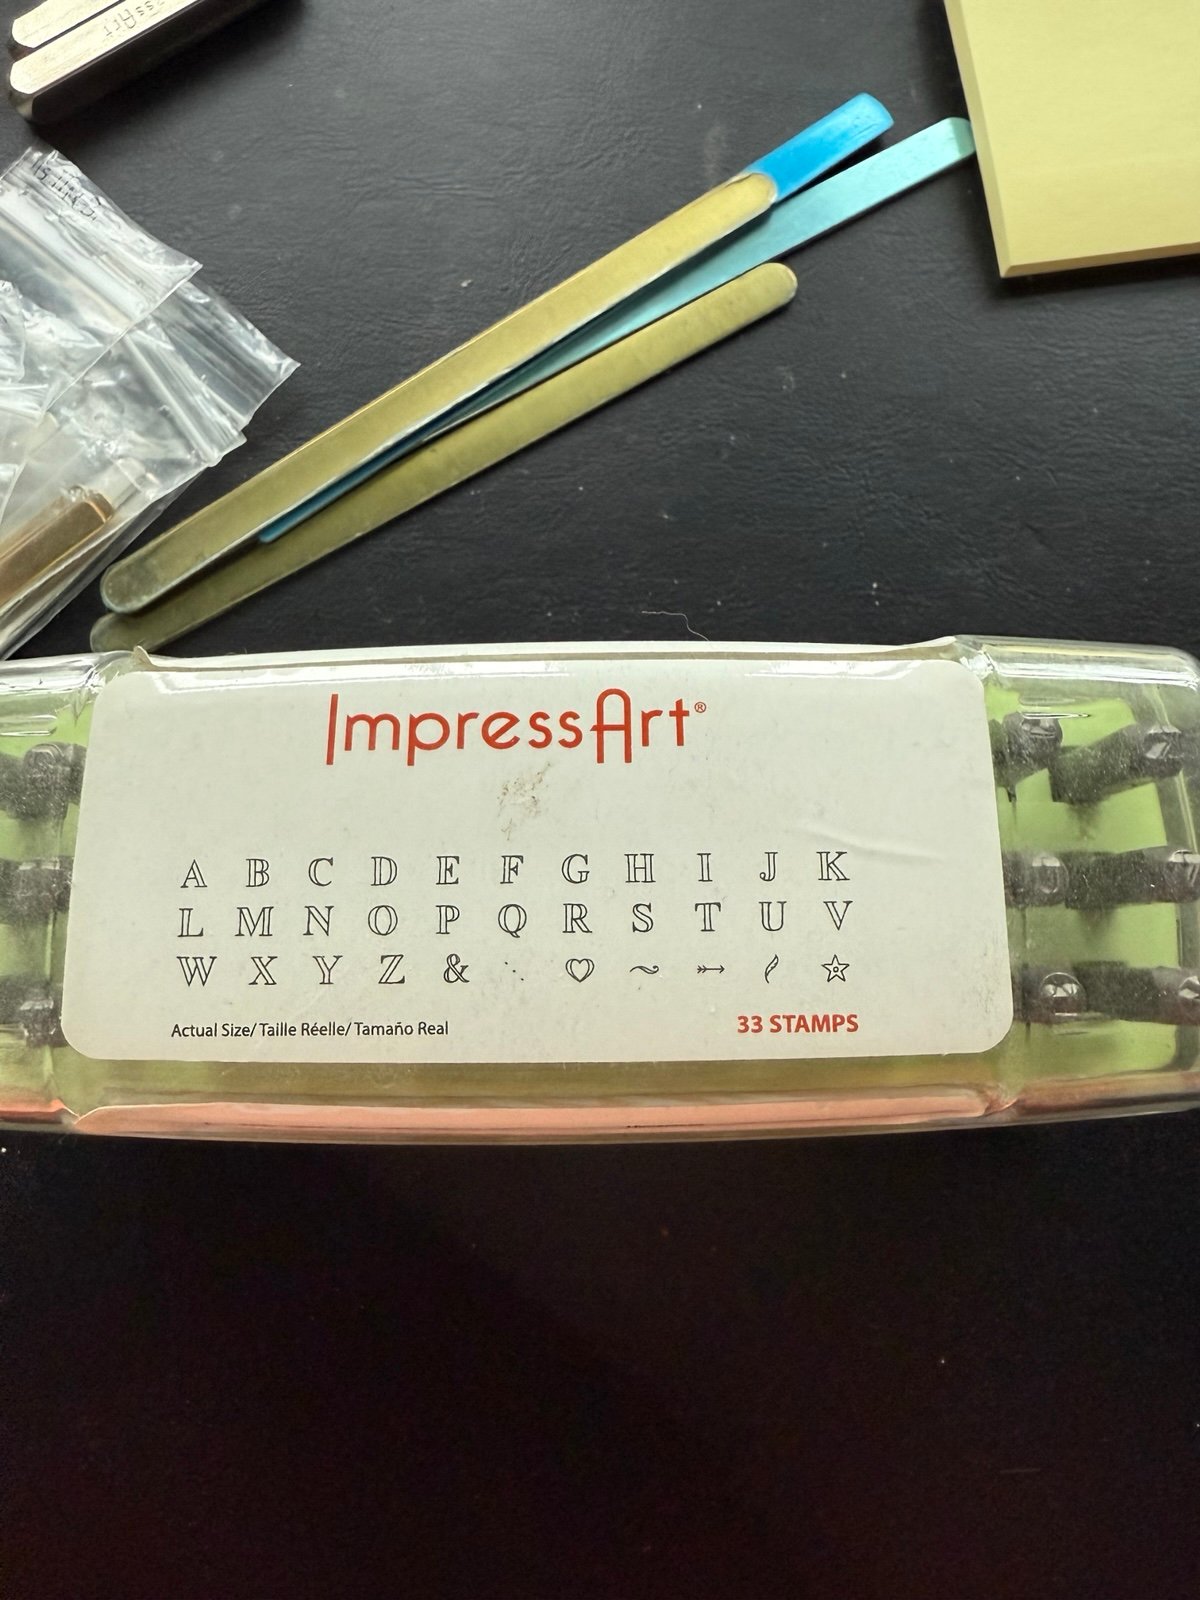 ImpressArt®
A B C D E F G H I J K
L M N O P Q R S T U V
W X Y Z &
Actual Size/ Taille Réelle/ Tamaño Real
33 STAMPS